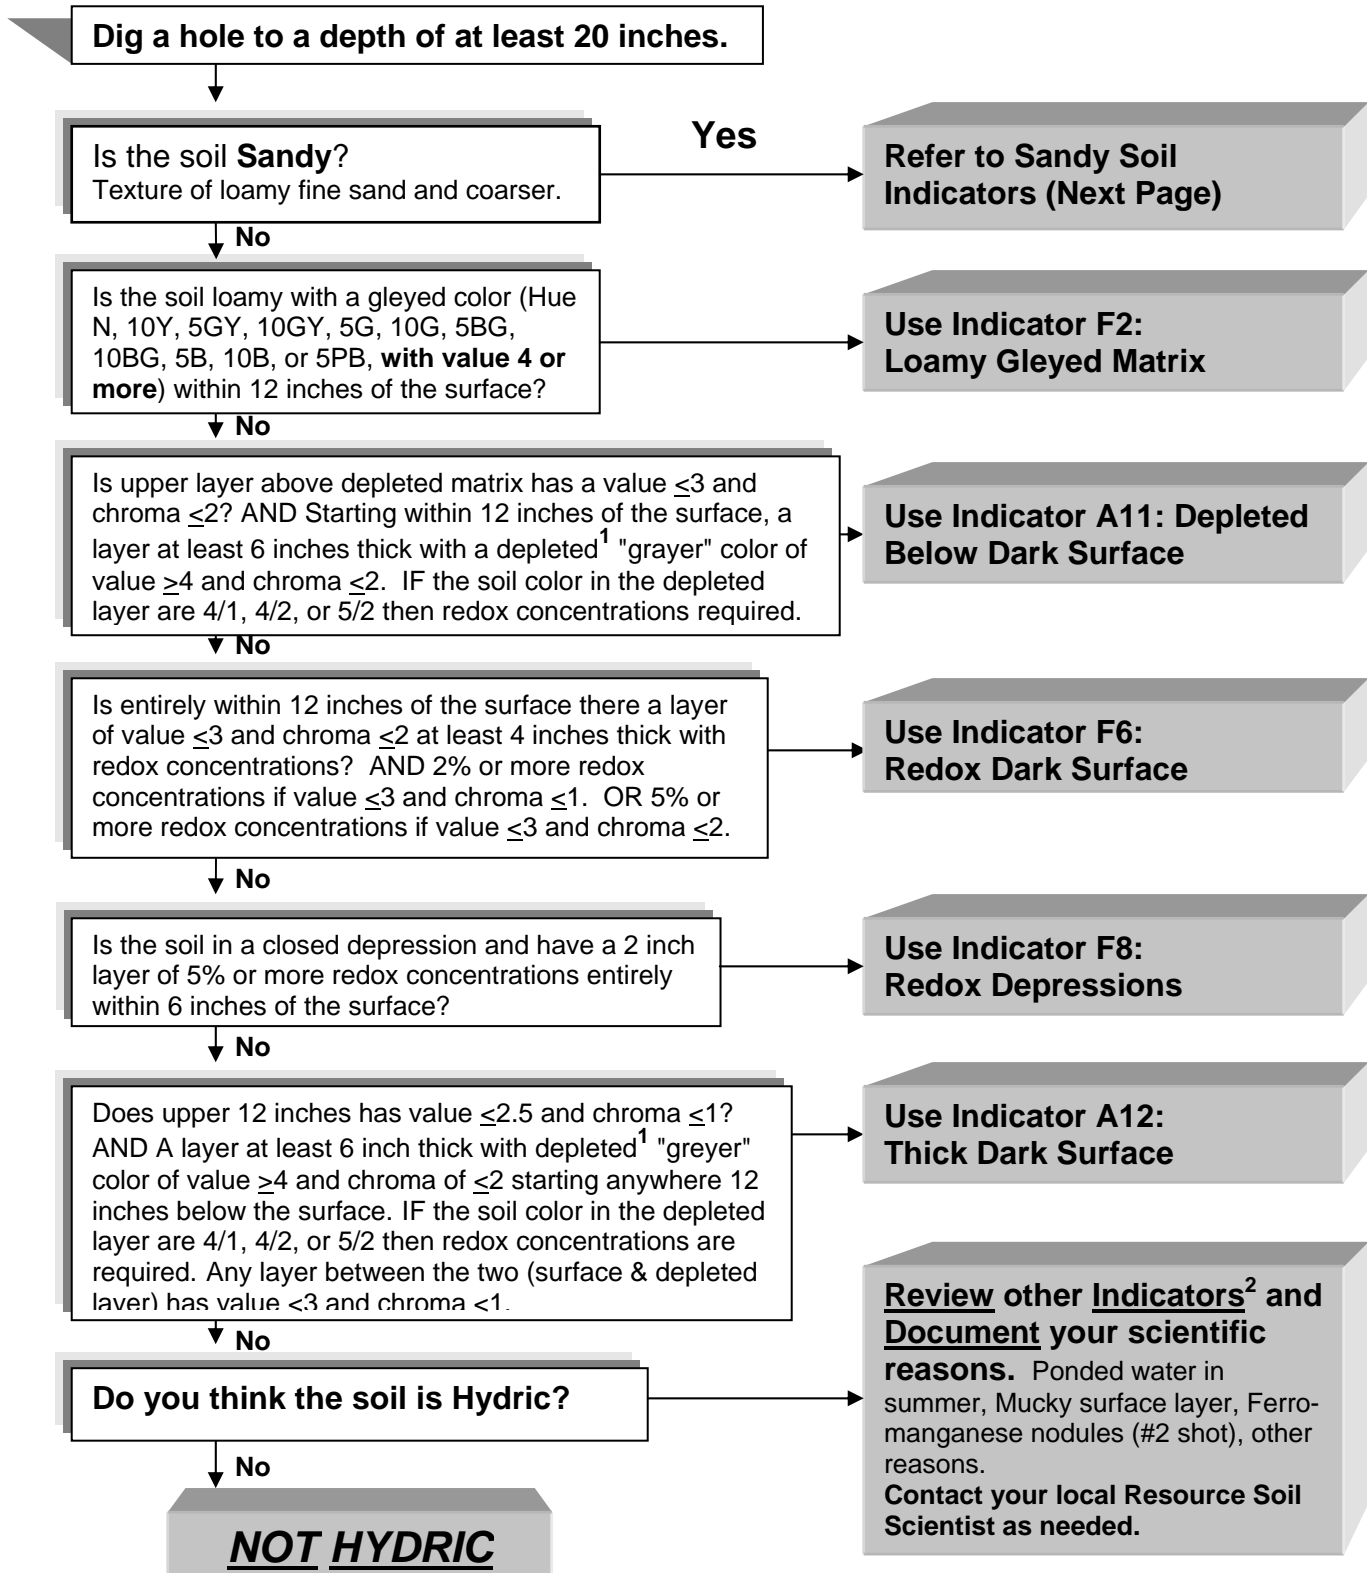 Dig a hole to a depth of at least 20 inches.
Is the soil Sandy?
Texture of loamy fine sand and coarser.
Yes
Refer to Sandy Soil
Indicators (Next Page)
No
Is the soil loamy with a gleyed color (Hue
N, 10Y, 5GY, 10GY, 5G, 10G, 5BG,
10BG, 5B, 10B, or 5PB, with value 4 or
more) within 12 inches of the surface?
Use Indicator F2:
Loamy Gleyed Matrix
No
Is upper layer above depleted matrix has a value <3 and
chroma <2? AND Starting within 12 inches of the surface, a
layer at least 6 inches thick with a depleted1 "grayer" color of
value >4 and chroma <2. IF the soil color in the depleted
layer are 4/1, 4/2, or 5/2 then redox concentrations required.
Use Indicator A11: Depleted
Below Dark Surface
No
Is entirely within 12 inches of the surface there a layer
of value <3 and chroma <2 at least 4 inches thick with
redox concentrations? AND 2% or more redox
concentrations if value <3 and chroma <1. OR 5% or
more redox concentrations if value <3 and chroma <2.
Use Indicator F6:
Redox Dark Surface
No
Is the soil in a closed depression and have a 2 inch
layer of 5% or more redox concentrations entirely
within 6 inches of the surface?
Use Indicator F8:
Redox Depressions
No
Does upper 12 inches has value <2.5 and chroma <1?
AND A layer at least 6 inch thick with depleted1 "greyer"
color of value >4 and chroma of <2 starting anywhere 12
inches below the surface. IF the soil color in the depleted
layer are 4/1, 4/2, or 5/2 then redox concentrations are
required. Any layer between the two (surface & depleted
layer) has value <3 and chroma <1.
Use Indicator A12:
Thick Dark Surface
No
Do you think the soil is Hydric?
Review other Indicators2 and
Document your scientific
reasons. Ponded water in
summer, Mucky surface layer, Ferro-
manganese nodules (#2 shot), other
reasons.
Contact your local Resource Soil
Scientist as needed.
No
NOT HYDRIC